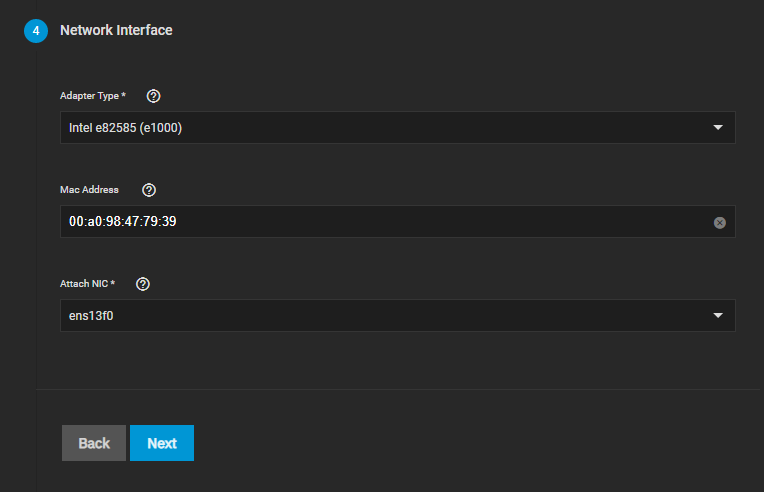 4 Network Interface
Adapter Type *
Intel e82585 (e1000)
Mac Address
00:a0:98:47:79:39
Attach NIC *
ens13f0
Back Next